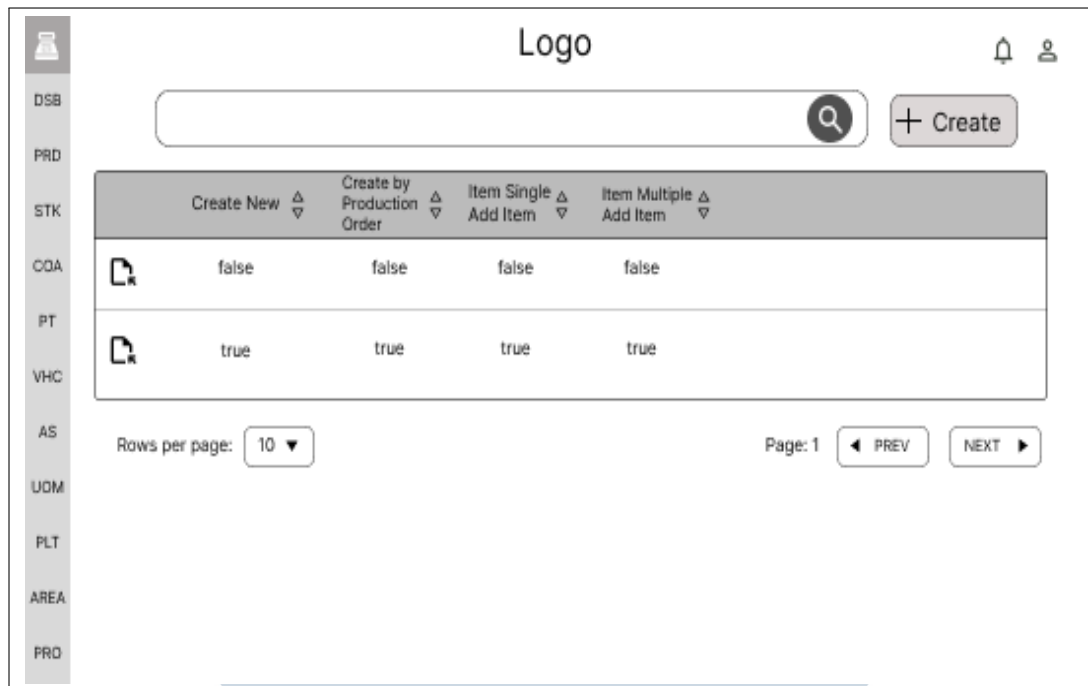 Logo
DSB
PRD
STK
COA
PT
VHC
AS
UOM
PLT
AREA
PRO
+ Create
Create New
Create by
Production
Order
Item Single
Add Item
Item Multiple
Add Item
false false false false
true true true true
Rows per page: 10
Page: 1
PREV
NEXT